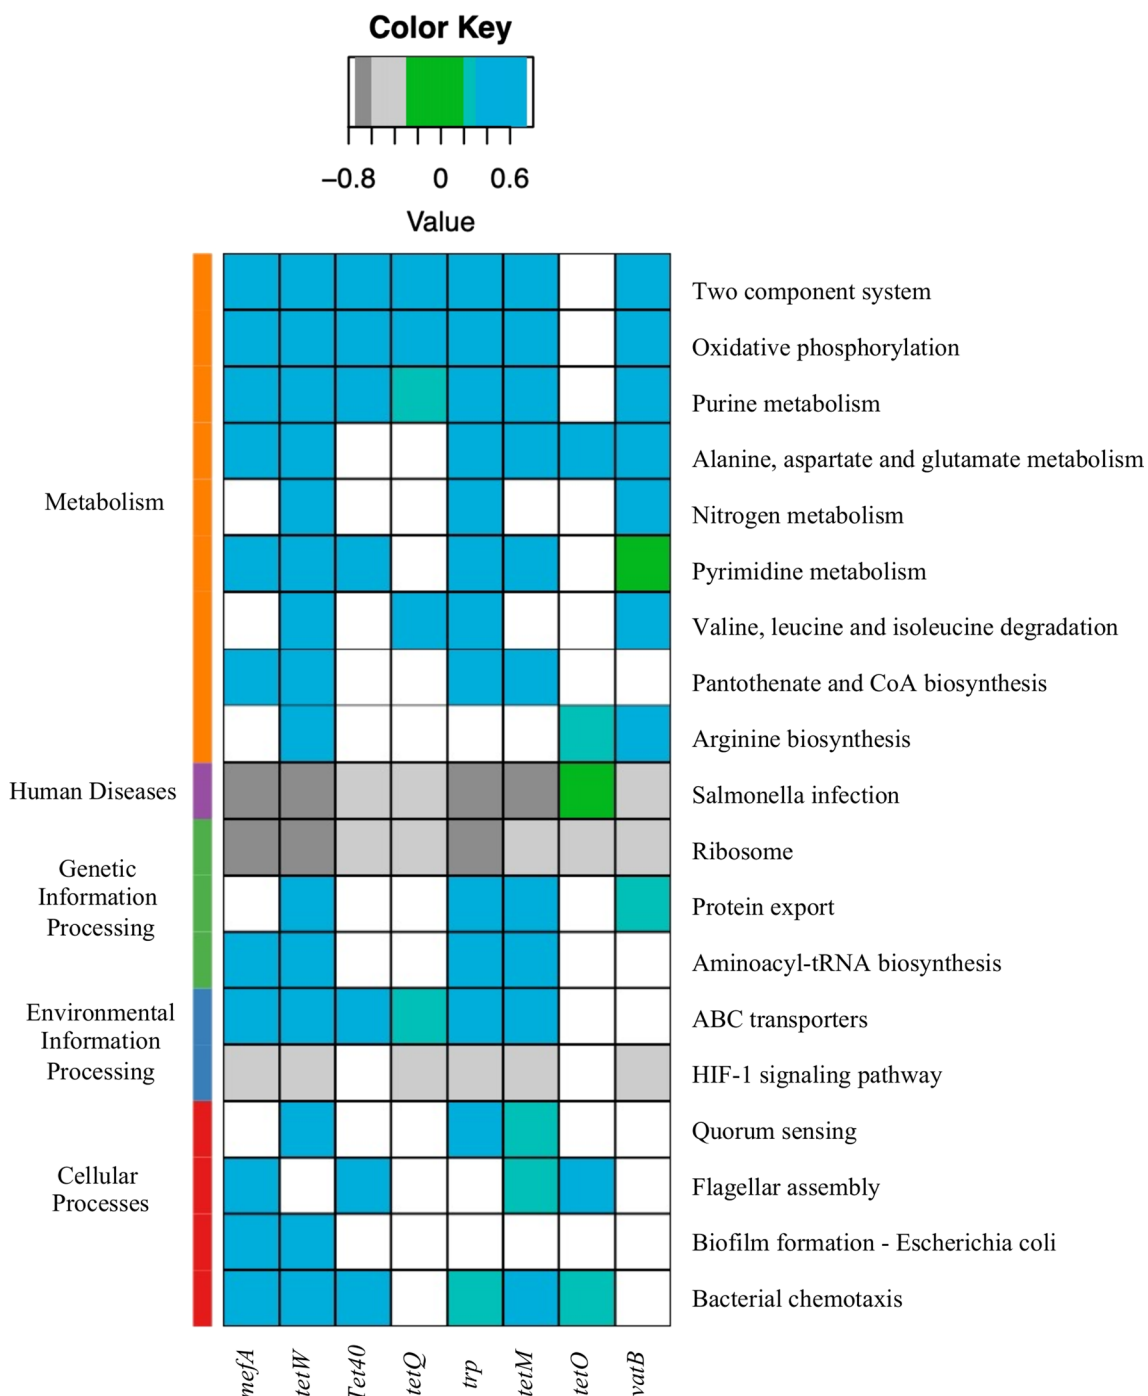 Color Key
−0.8 0 0.6
Value
Two component system
Oxidative phosphorylation
Purine metabolism
Alanine, aspartate and glutamate metabolism
Metabolism
Nitrogen metabolism
Pyrimidine metabolism
Valine, leucine and isoleucine degradation
Pantothenate and CoA biosynthesis
Arginine biosynthesis
Human Diseases
Salmonella infection
Ribosome
Genetic
Information
Processing
Protein export
Aminoacyl-tRNA biosynthesis
Environmental
Information
Processing
ABC transporters
HIF-1 signaling pathway
Quorum sensing
Cellular
Processes
Flagellar assembly
Biofilm formation - Escherichia coli
Bacterial chemotaxis
mefA
tetW
Tet40
tetQ
trp
tetM
tetO
vatB